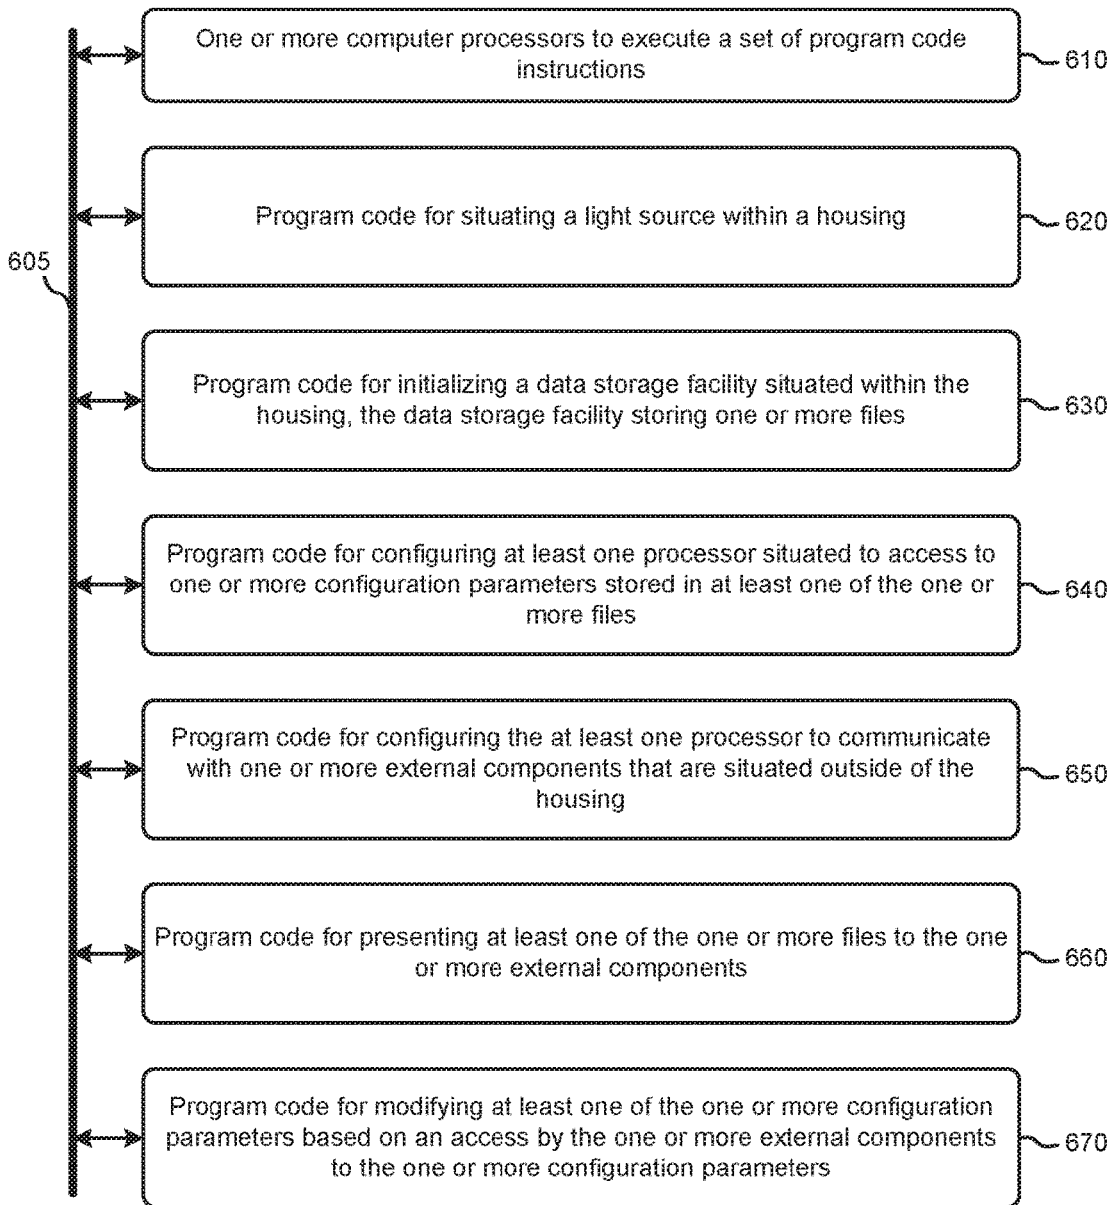 One or more computer processors to execute a set of program code
instructions
610
Program code for situating a light source within a housing
620
605
Program code for initializing a data storage facility situated within the
housing, the data storage facility storing one or more files
630
Program code for configuring at least one processor situated to access to
one or more configuration parameters stored in at least one of the one or
more files
640
Program code for configuring the at least one processor to communicate
with one or more external components that are situated outside of the
housing
650
Program code for presenting at least one of the one or more files to the one
or more external components
660
Program code for modifying at least one of the one or more configuration
parameters based on an access by the one or more external components
to the one or more configuration parameters
670